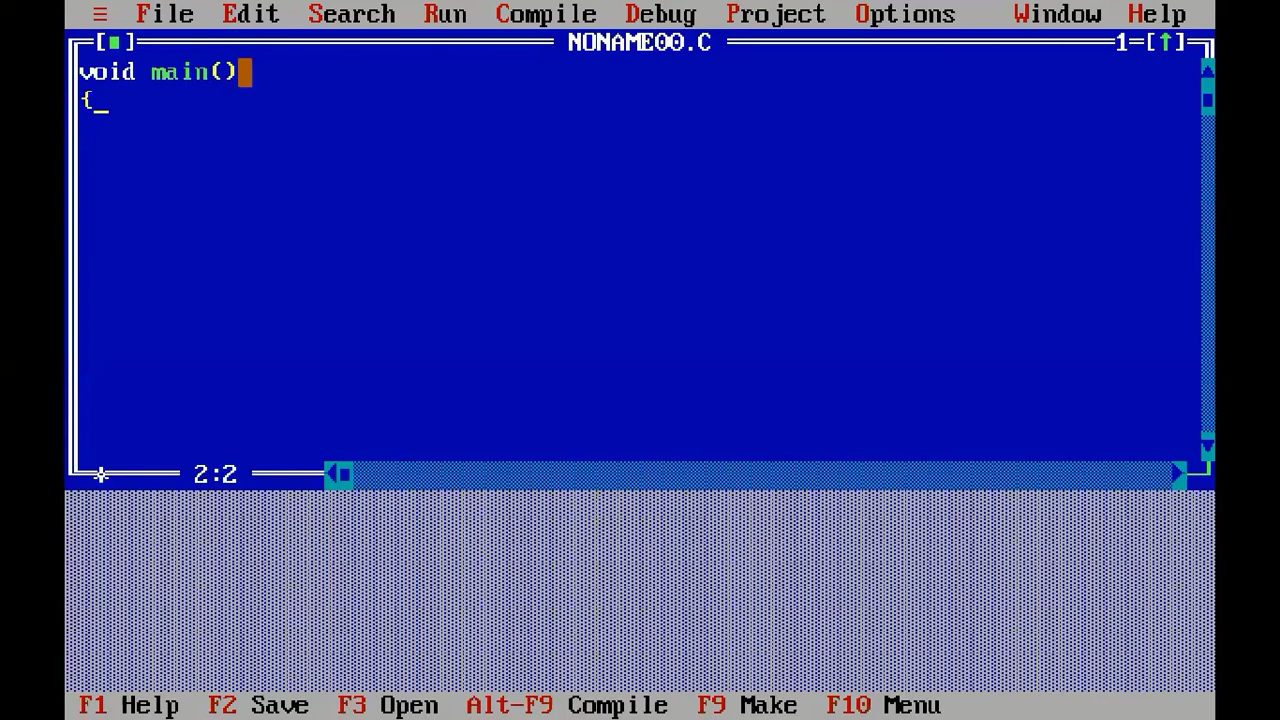 ≡ File Edit Search Run Compile Debug Project Options Window Help
[■] NONAME00.C 1=[↑]
void main()
{_
2:2
F1 Help F2 Save F3 Open Alt-F9 Compile F9 Make F10 Menu